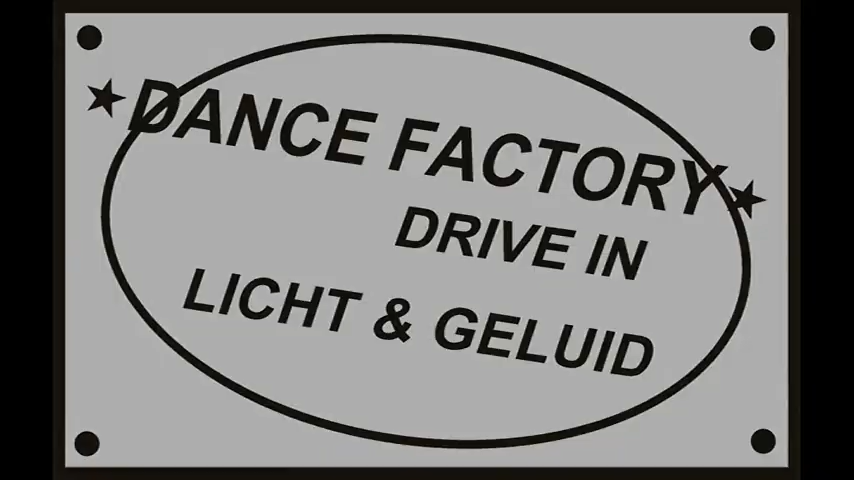 ★DANCE FACTORY★
DRIVE IN
LICHT & GELUID